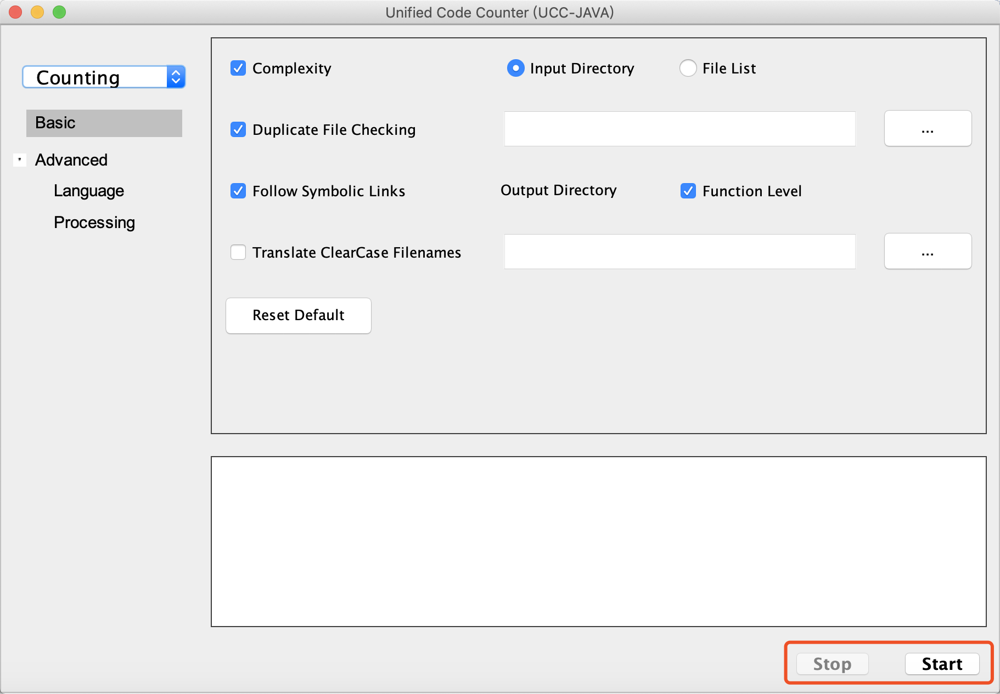 Unified Code Counter (UCC-JAVA)
Counting
Basic
Advanced
Language
Processing
Complexity
Input Directory
File List
Duplicate File Checking
...
Follow Symbolic Links
Output Directory
Function Level
Translate ClearCase Filenames
...
Reset Default
Stop
Start